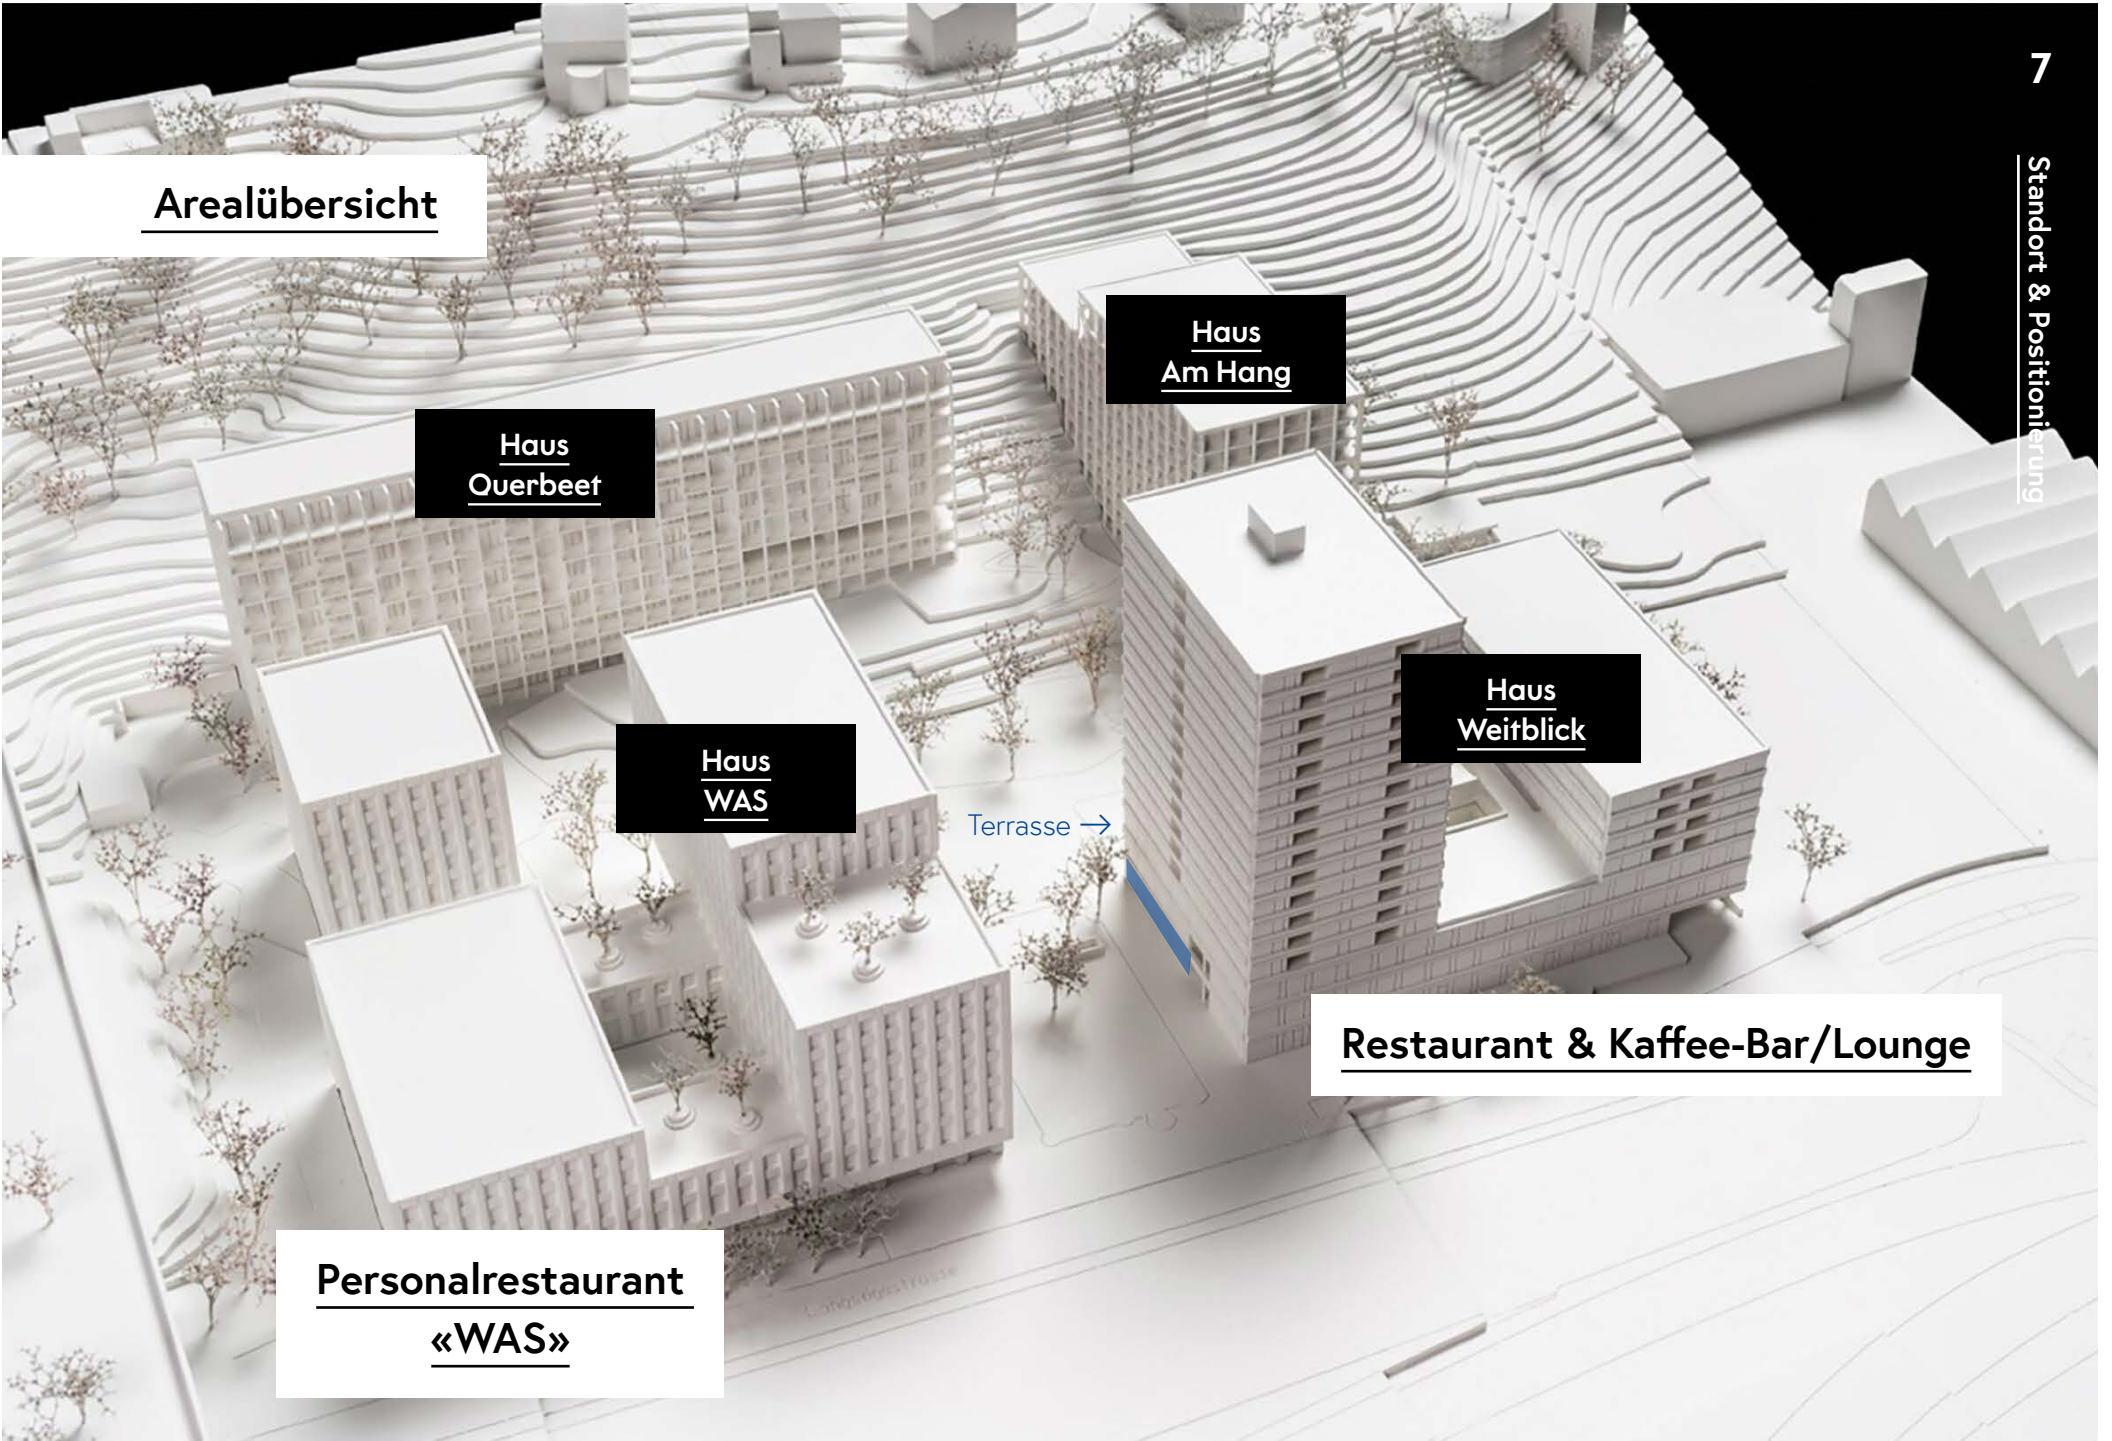 7
Standort & Positionierung
Arealübersicht
Haus
Am Hang
Haus
Querbeet
Haus
Weitblick
Haus
WAS
Terrasse →
Restaurant & Kaffee-Bar/Lounge
Personalrestaurant
«WAS»